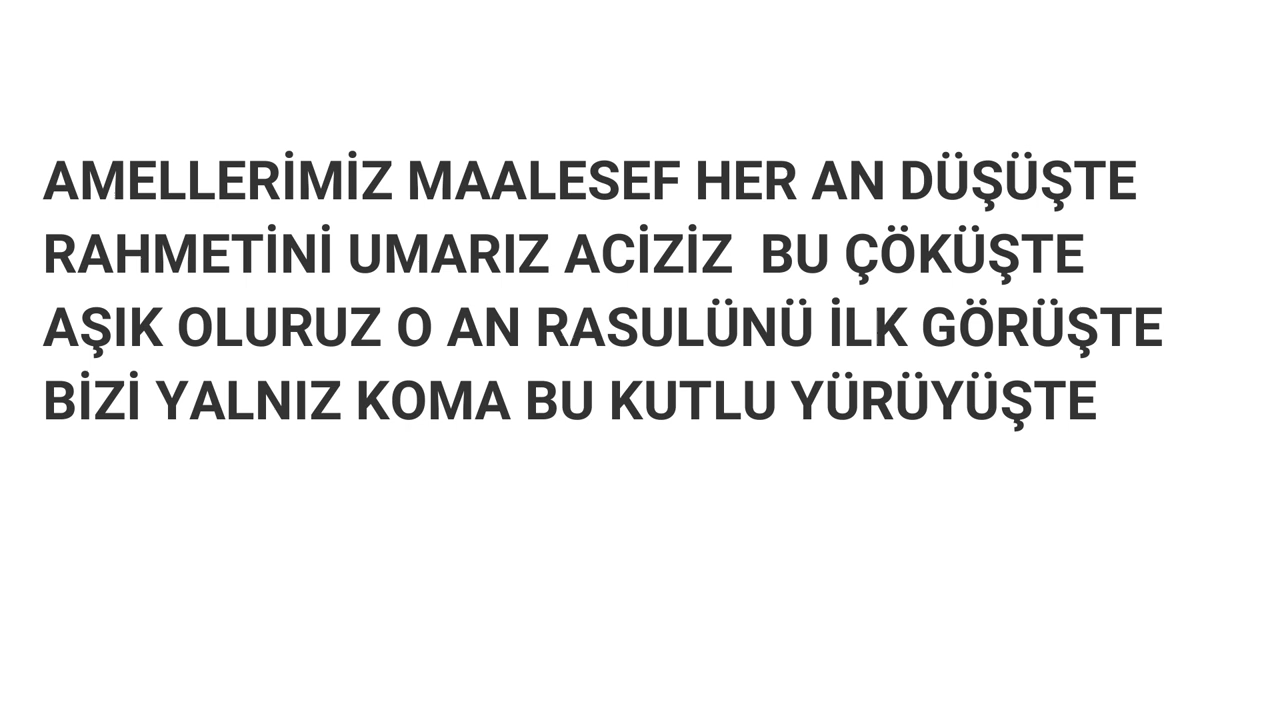 AMELLERİMİZ MAALESEF HER AN DÜŞÜŞTE
RAHMETİNİ UMARIZ ACİZİZ  BU ÇÖKÜŞTE
AŞIK OLURUZ O AN RASULÜNÜ İLK GÖRÜŞTE
BİZİ YALNIZ KOMA BU KUTLU YÜRÜYÜŞTE